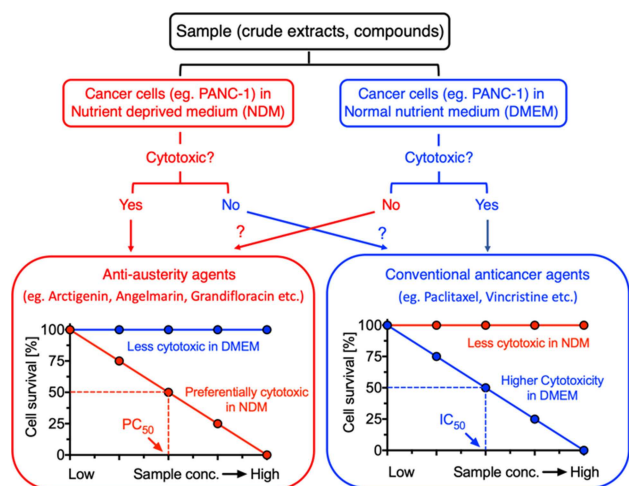 Sample (crude extracts, compounds)
Cancer cells (eg. PANC-1) in
Nutrient deprived medium (NDM)
Cancer cells (eg. PANC-1) in
Normal nutrient medium (DMEM)
Cytotoxic?
Cytotoxic?
Yes
No
No
Yes
?
?
Anti-austerity agents
(eg. Arctigenin, Angelmarin, Grandifloracin etc.)
Cell survival [%]
100
75
50
25
0
Less cytotoxic in DMEM
Preferentially cytotoxic
in NDM
PC50
Low
Sample conc.
High
Conventional anticancer agents
(eg. Paclitaxel, Vincristine etc.)
Cell survival [%]
100
75
50
25
0
Less cytotoxic in NDM
Higher Cytotoxicity
in DMEM
IC50
Low
Sample conc.
High